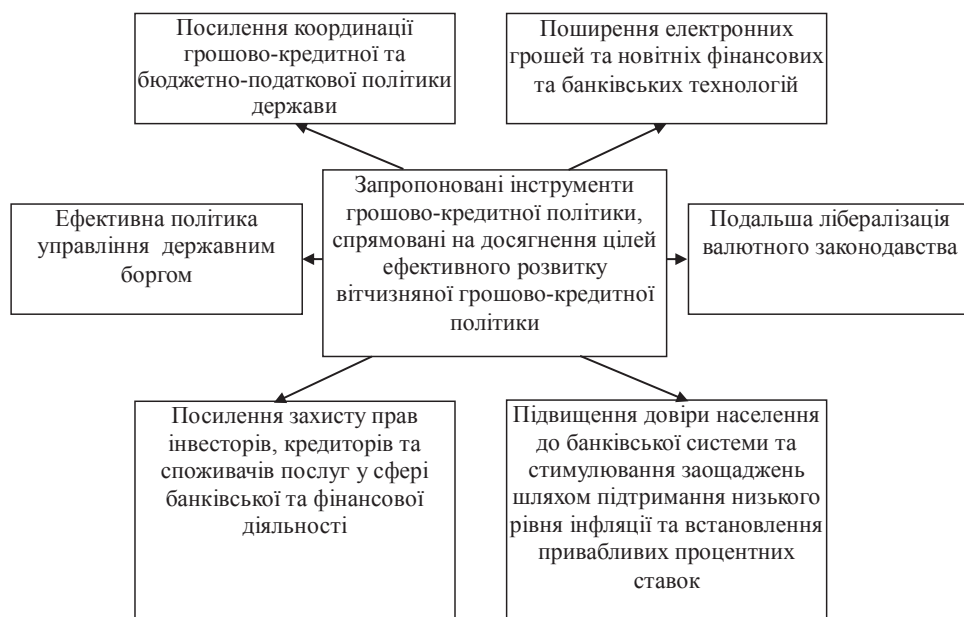 Посилення координації
грошово-кредитної та
бюджетно-податкової політики
держави
Поширення електронних
грошей та новітніх фінансових
та банківських технологій
Ефективна політика
управління державним
боргом
Запропоновані інструменти
грошово-кредитної політики,
спрямовані на досягнення цілей
ефективного розвитку
вітчизняної грошово-кредитної
політики
Подальша лібералізація
валютного законодавства
Посилення захисту прав
інвесторів, кредиторів та
споживачів послуг у сфері
банківської та фінансової
діяльності
Підвищення довіри населення
до банківської системи та
стимулювання заощаджень
шляхом підтримання низького
рівня інфляції та встановлення
привабливих процентних
ставок